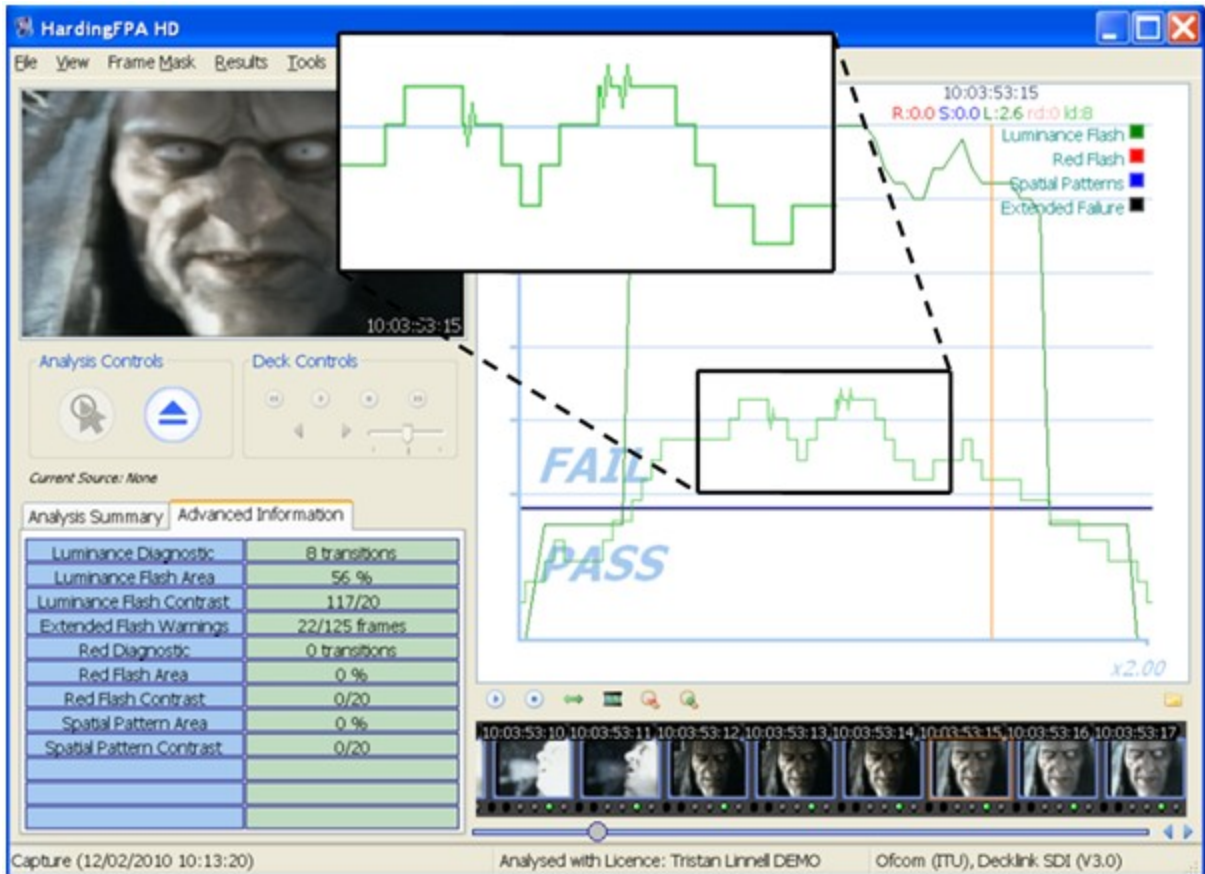 HardingFPA HD
File View Frame Mask Results Tools
10:03:53:15
R:0.0 S:0.0 L:2.6 rd:0 ld:8
Luminance Flash
Red Flash
Spatial Patterns
Extended Failure
10:03:53:15
Analysis Controls
Deck Controls
Current Source: None
Analysis Summary Advanced Information
Luminance Diagnostic 8 transitions
Luminance Flash Area 56 %
Luminance Flash Contrast 117/20
Extended Flash Warnings 22/125 frames
Red Diagnostic 0 transitions
Red Flash Area 0 %
Red Flash Contrast 0/20
Spatial Pattern Area 0 %
Spatial Pattern Contrast 0/20
FAIL
PASS
x2.00
10:03:53:10 10:03:53:11 10:03:53:12 10:03:53:13 10:03:53:14 10:03:53:15 10:03:53:16 10:03:53:17
Capture (12/02/2010 10:13:20) Analysed with Licence: Tristan Linnell DEMO Ofcom (ITU), Decklink SDI (V3.0)